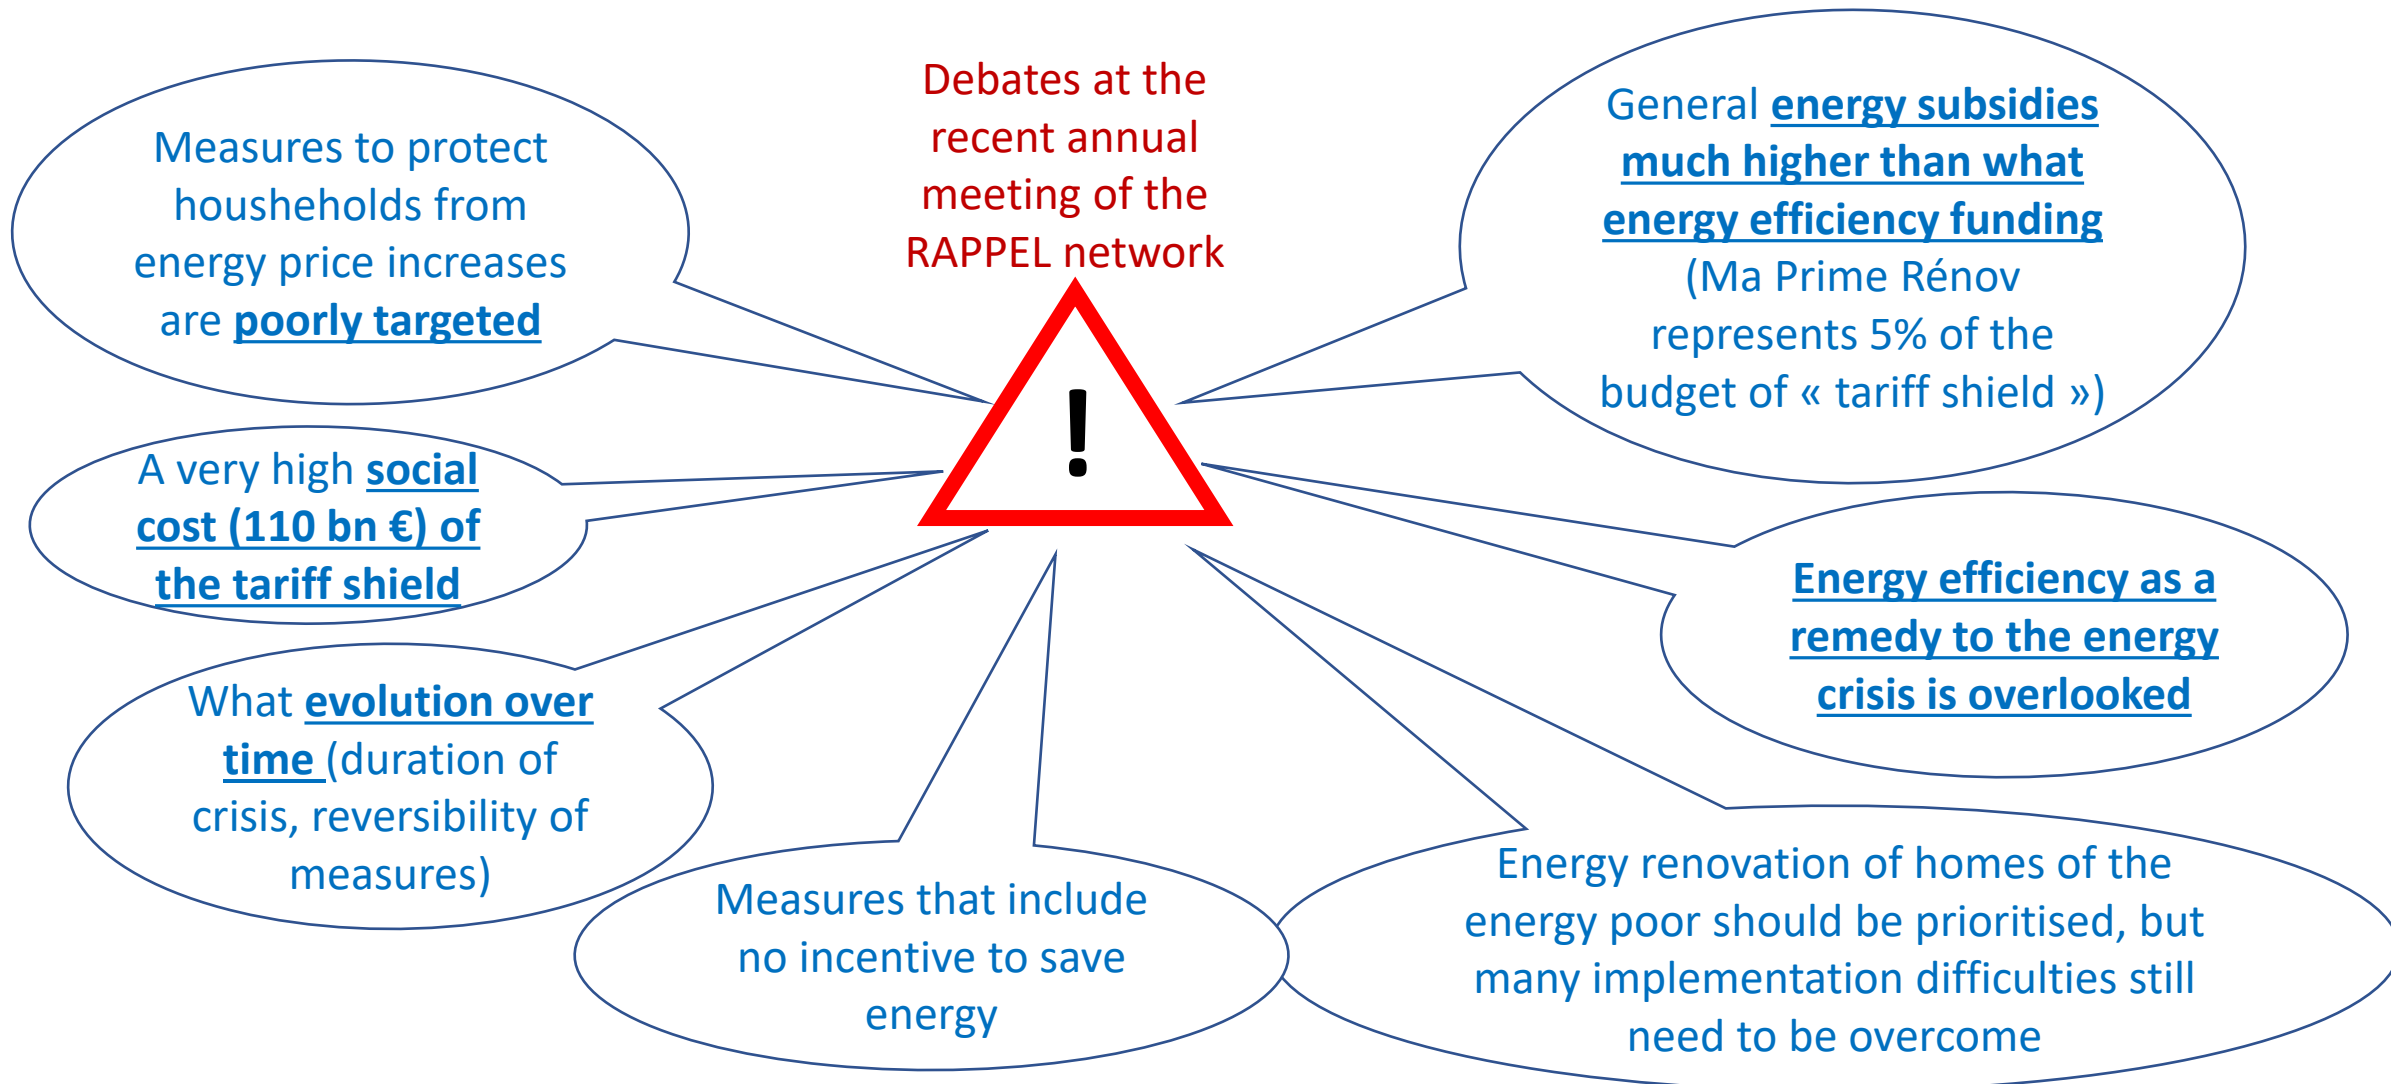 Debates at the
recent annual
meeting of the
RAPPEL network
!
Measures to protect
housheholds from
energy price increases
are poorly targeted
A very high social
cost (110 bn €) of
the tariff shield
What evolution over
time (duration of
crisis, reversibility of
measures)
Measures that include
no incentive to save
energy
Energy renovation of homes of the
energy poor should be prioritised, but
many implementation difficulties still
need to be overcome
Energy efficiency as a
remedy to the energy
crisis is overlooked
General energy subsidies
much higher than what
energy efficiency funding
(Ma Prime Rénov
represents 5% of the
budget of « tariff shield »)